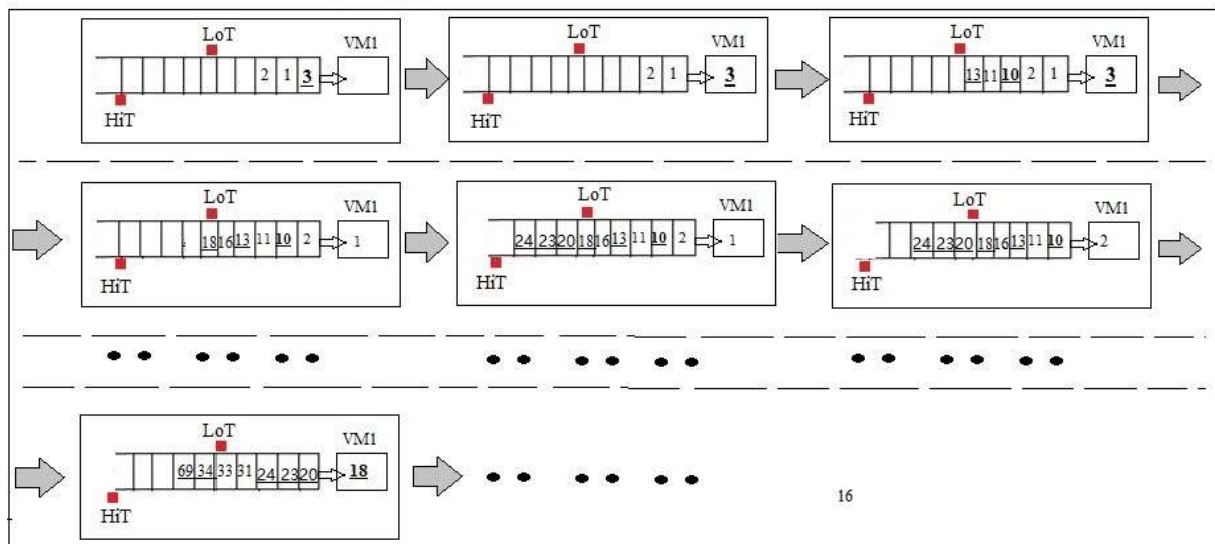 LoT VM1
2 1 3
HiT
LoT VM1
2 1 3
HiT
LoT VM1
13 11 10 2 1 3
HiT
LoT VM1
18 16 13 11 10 2 1
HiT
LoT VM1
24 23 20 18 16 13 11 10 2 1
HiT
LoT VM1
24 23 20 18 16 13 11 10 2
HiT
LoT VM1
69 34 33 31 24 23 20 18
HiT
16